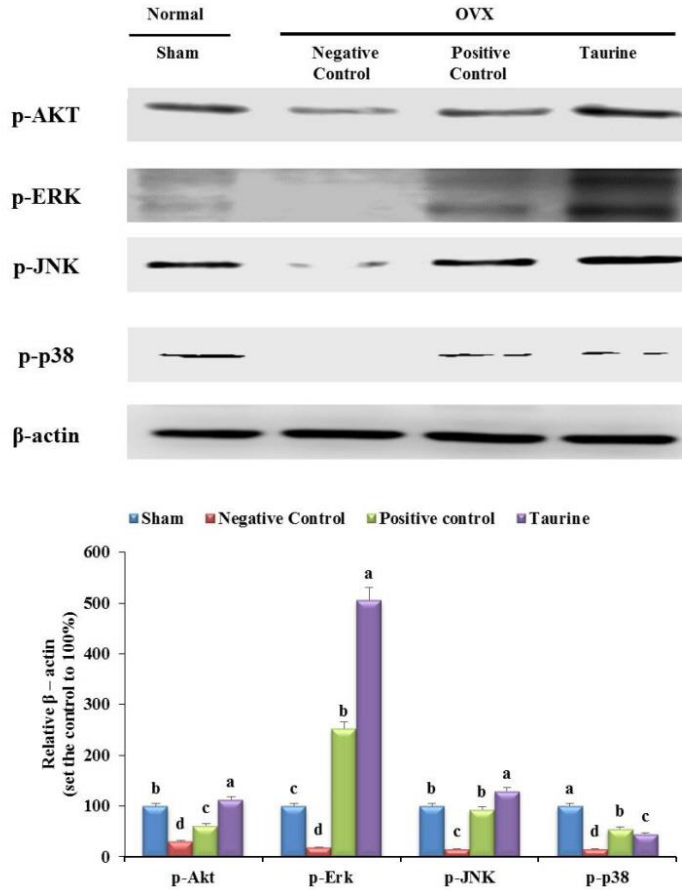 Normal OVX
Sham Negative Control Positive Control Taurine
p-AKT
p-ERK
p-JNK
p-p38
β-actin
Sham Negative Control Positive control Taurine
Relative β – actin
(set the control to 100%)
600
500
400
300
200
100
0
b d c a c d b a b c b a a d b c
p-Akt p-Erk p-JNK p-p38